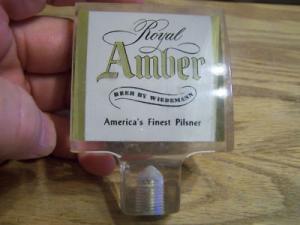 Royal
Amber
BEER BY WIEDEMANN
America's Finest Pilsner